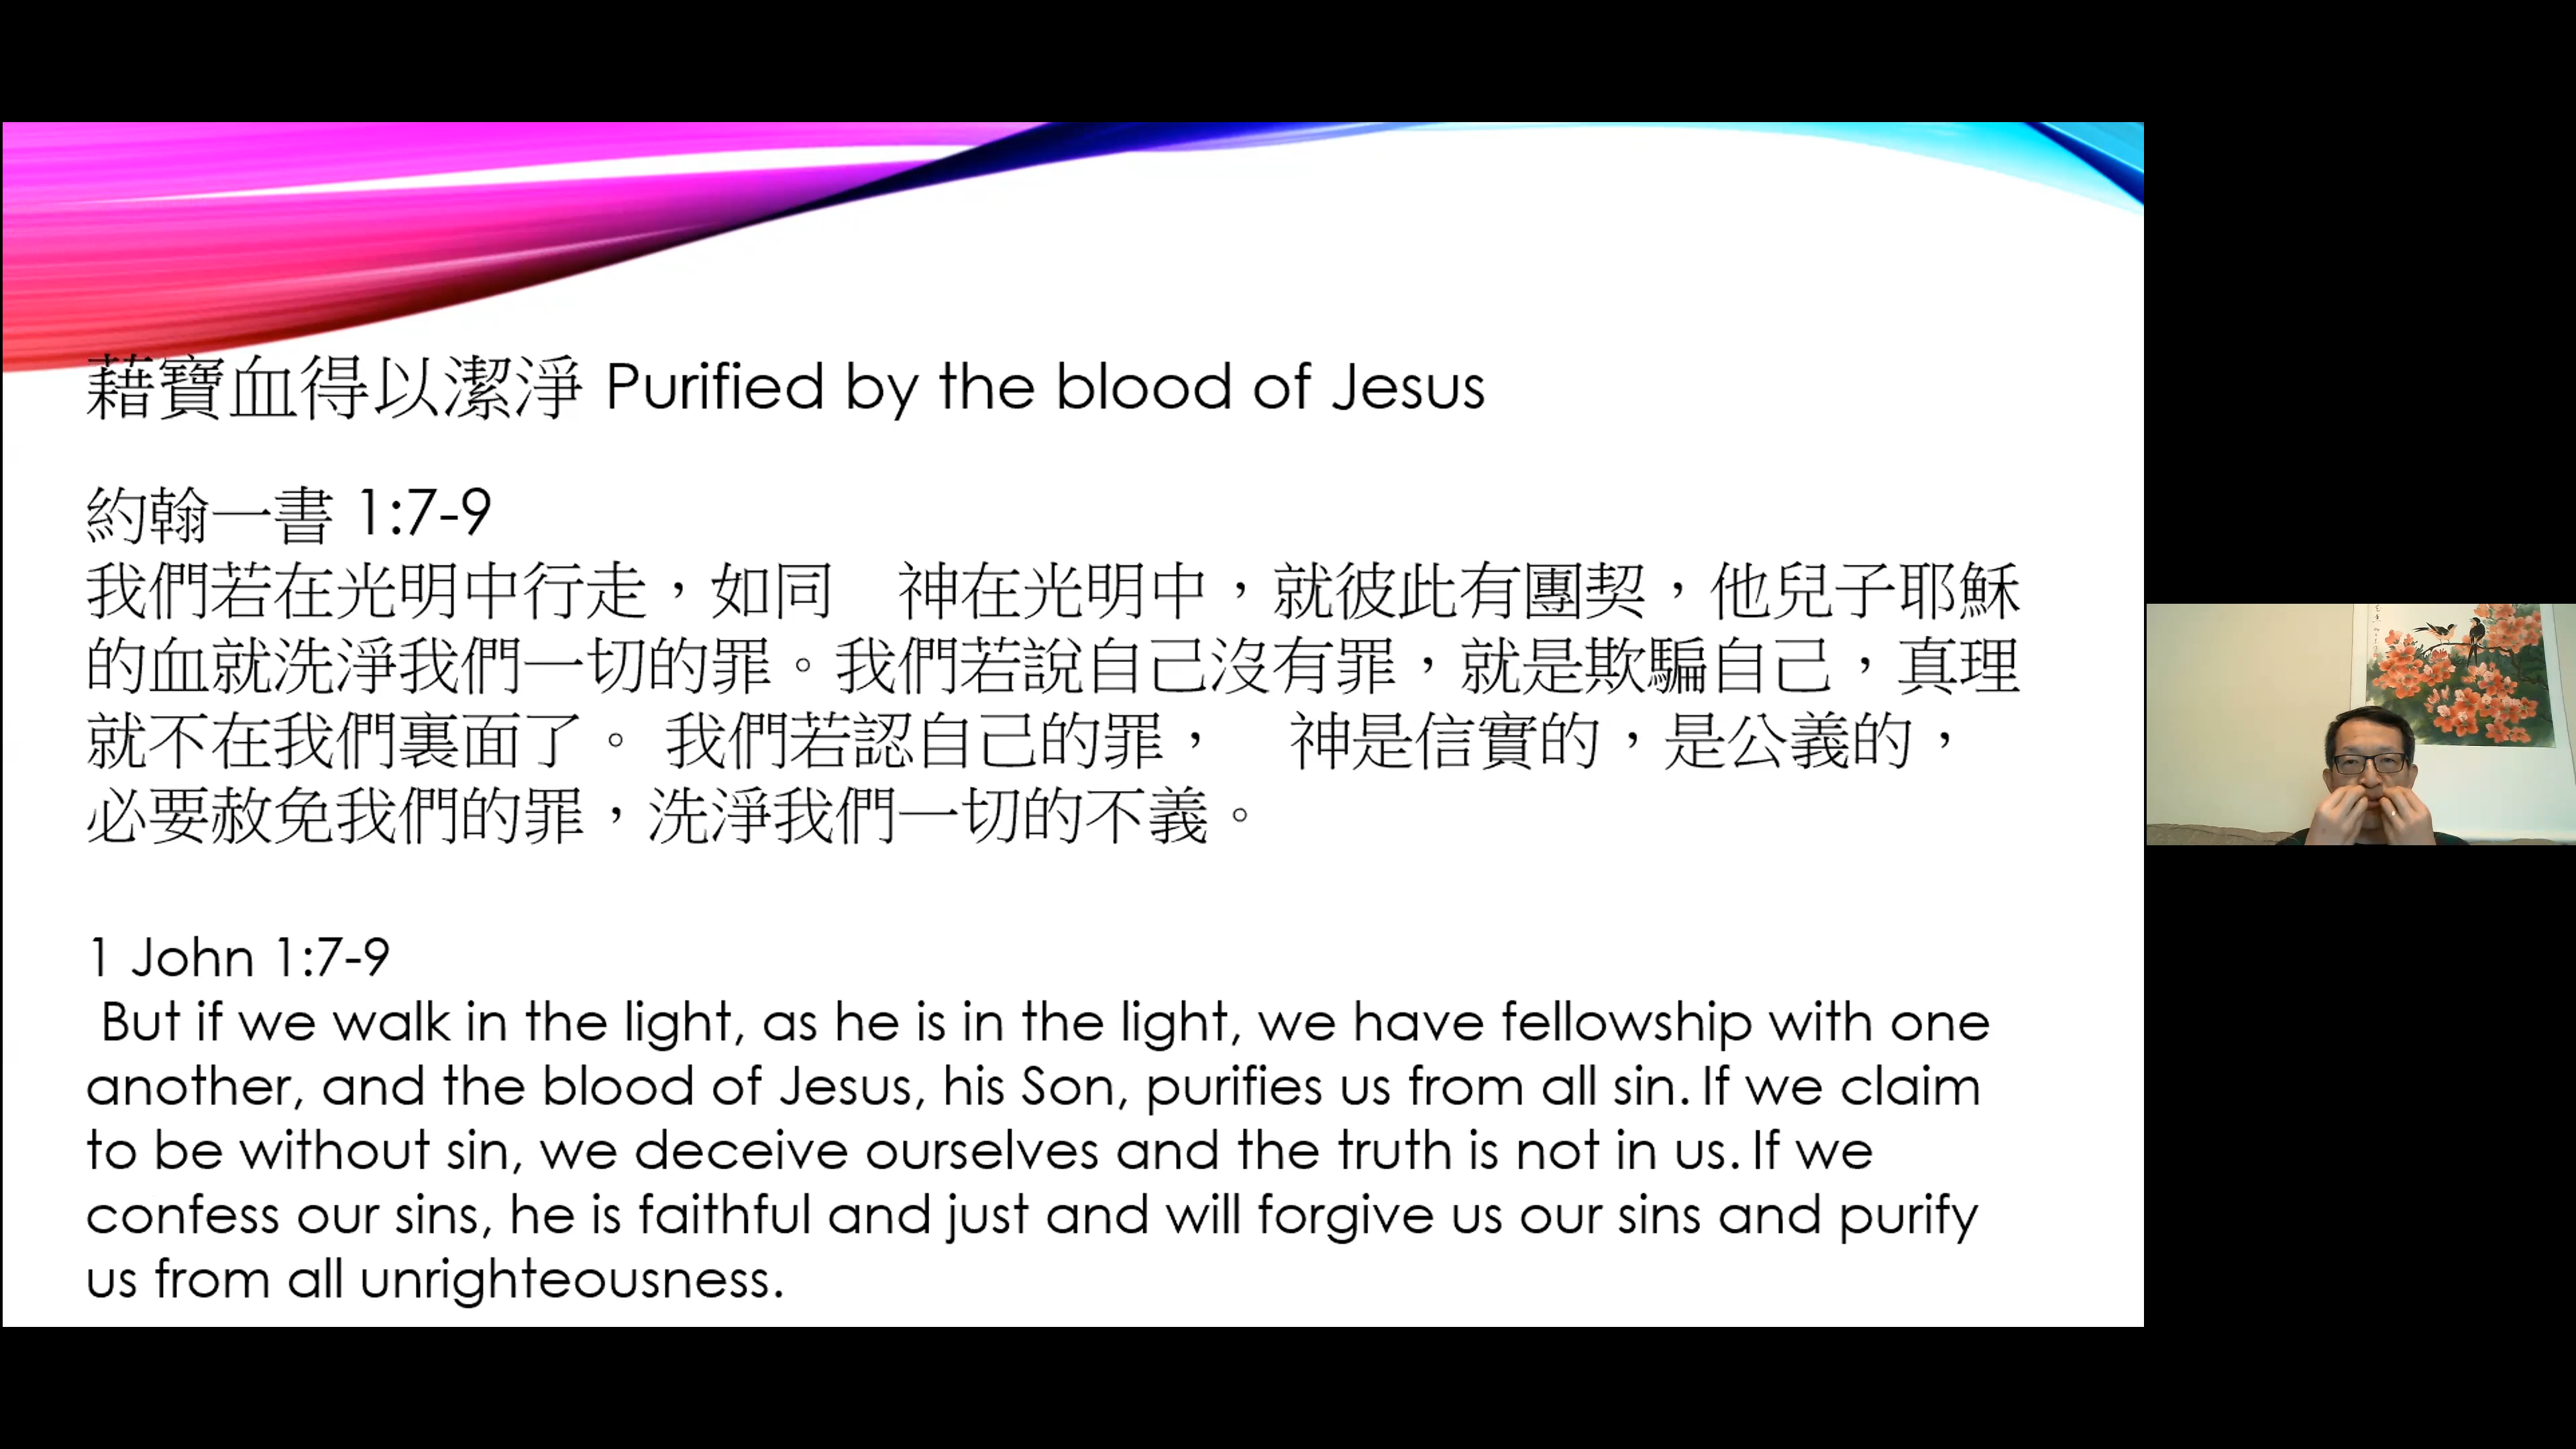 藉寶血得以潔淨 Purified by the blood of Jesus
約翰一書 1:7-9
我們若在光明中行走，如同　神在光明中，就彼此有團契，他兒子耶穌
的血就洗淨我們一切的罪。我們若說自己沒有罪，就是欺騙自己，真理
就不在我們裏面了。 我們若認自己的罪，　神是信實的，是公義的，
必要赦免我們的罪，洗淨我們一切的不義。
1 John 1:7-9
But if we walk in the light, as he is in the light, we have fellowship with one
another, and the blood of Jesus, his Son, purifies us from all sin. If we claim
to be without sin, we deceive ourselves and the truth is not in us. If we
confess our sins, he is faithful and just and will forgive us our sins and purify
us from all unrighteousness.